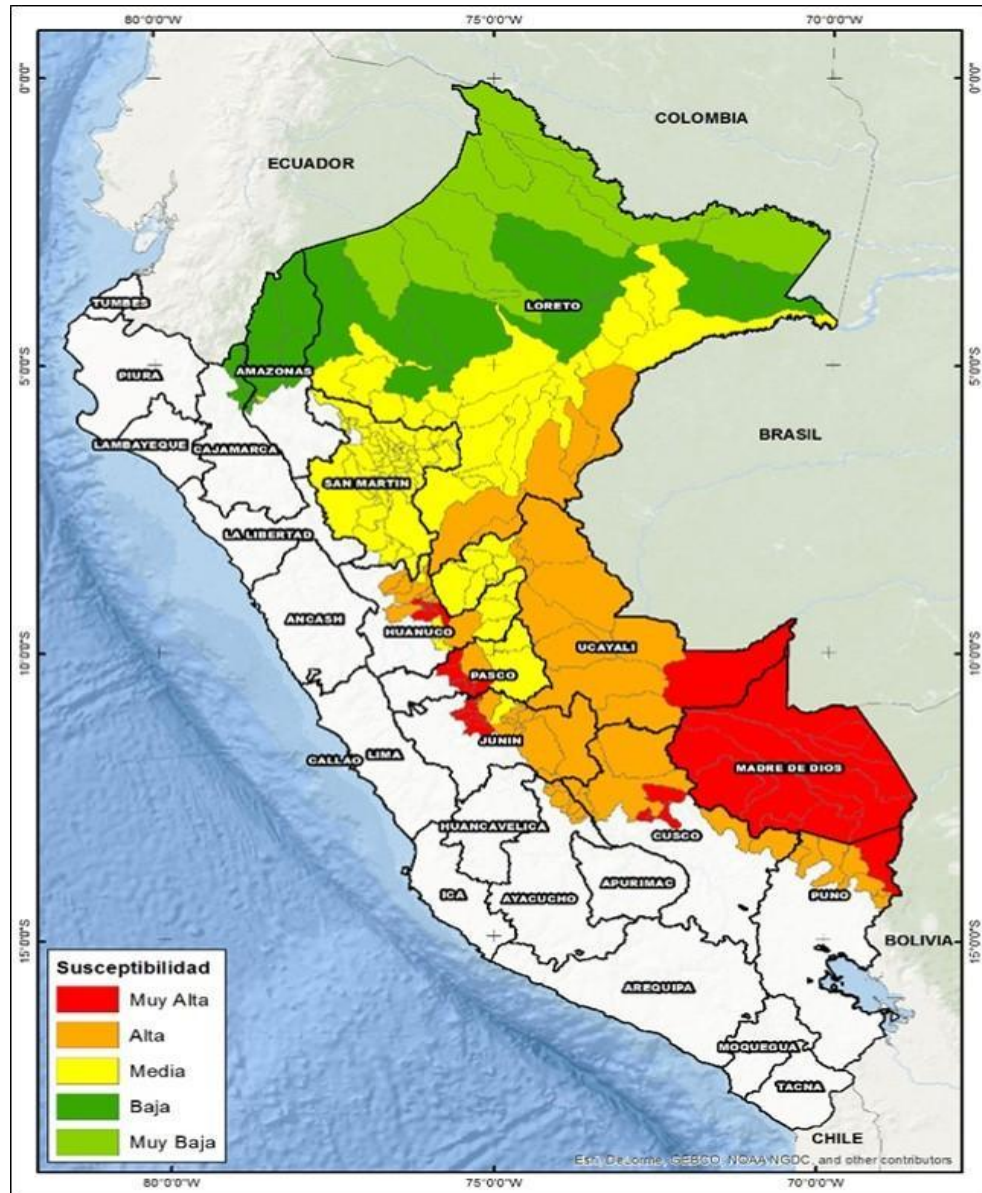 80°0'0"W 75°0'0"W 70°0'0"W
0°0'0"
COLOMBIA
ECUADOR
TUMBES
LORETO
5°0'0"S 5°0'0"S
AMAZONAS
PIURA
BRASIL
LAMBAYEQUE
CAJAMARCA
SAN MARTIN
LA LIBERTAD
ANCASH
HUANUCO
UCAYALI
10°0'0"S 10°0'0"S
PASCO
JUNIN
CALLAO
LIMA
MADRE DE DIOS
HUANCAVELICA
CUSCO
ICA
AYACUCHO
APURIMAC
PUNO
BOLIVIA
15°0'0"S 15°0'0"S
AREQUIPA
MOQUEGUA
TACNA
CHILE
Susceptibilidad
Muy Alta
Alta
Media
Baja
Muy Baja
Esri, DeLorme, GEBCO, NOAA NGDC, and other contributors
80°0'0"W 75°0'0"W 70°0'0"W